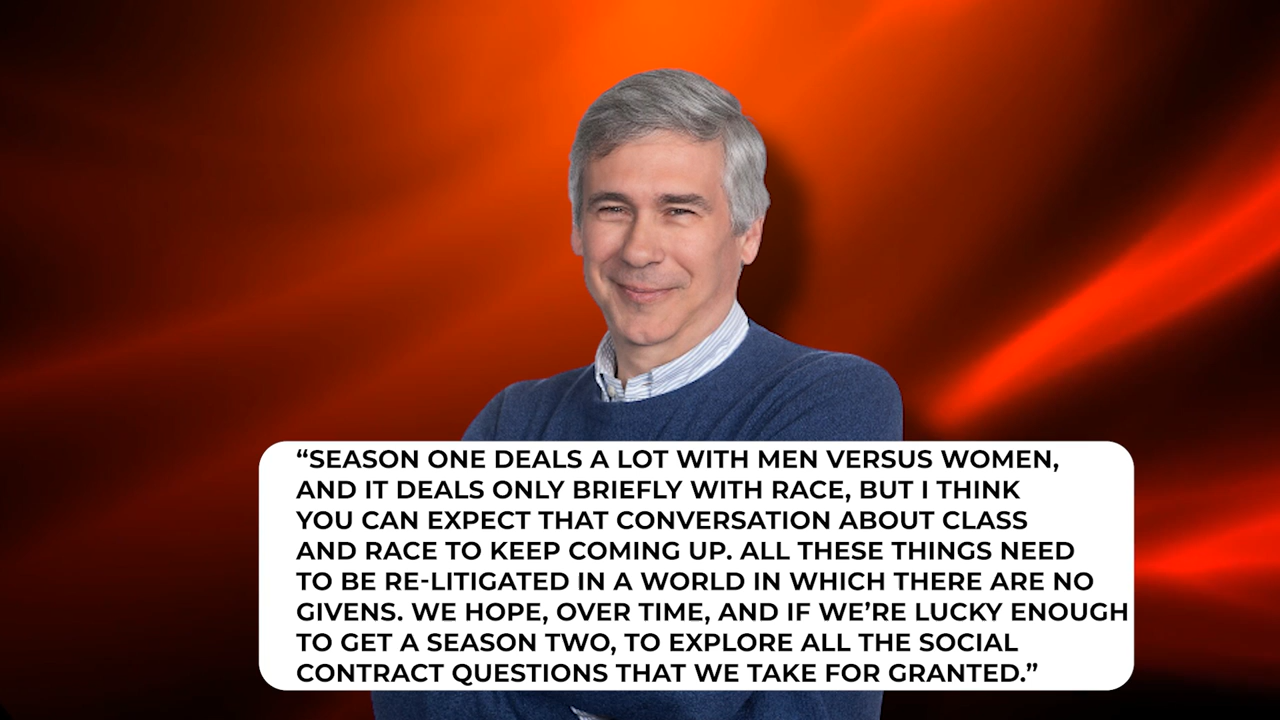 “SEASON ONE DEALS A LOT WITH MEN VERSUS WOMEN,
AND IT DEALS ONLY BRIEFLY WITH RACE, BUT I THINK
YOU CAN EXPECT THAT CONVERSATION ABOUT CLASS
AND RACE TO KEEP COMING UP. ALL THESE THINGS NEED
TO BE RE-LITIGATED IN A WORLD IN WHICH THERE ARE NO
GIVENS. WE HOPE, OVER TIME, AND IF WE’RE LUCKY ENOUGH
TO GET A SEASON TWO, TO EXPLORE ALL THE SOCIAL
CONTRACT QUESTIONS THAT WE TAKE FOR GRANTED.”